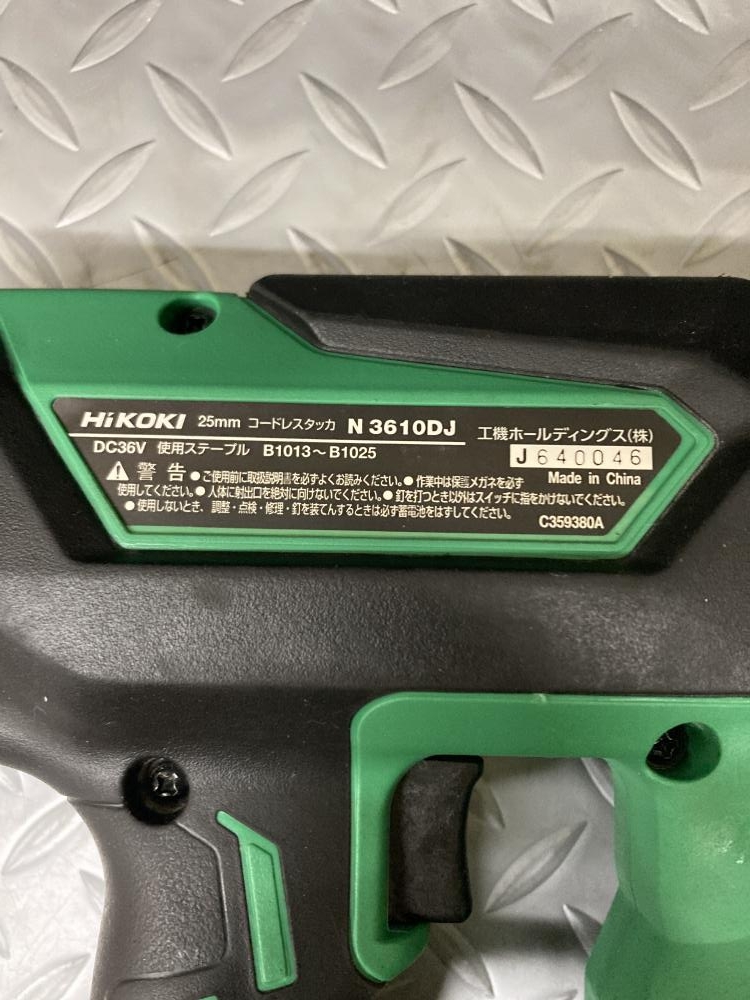 HiKOKI 25mm コードレスタッカ N 3610DJ 工機ホールディングス(株)
DC36V 使用ステープル B1013〜B1025 J 640046
⚠ 警告 ●ご使用前に取扱説明書を必ずよくお読みください。●作業中は保護メガネを必ず Made in China
使用してください。●人体に射出口を絶対に向けないでください。●釘を打つとき以外はスイッチに指をかけないでください。
●使用しないとき、調整・点検・修理・釘を装てんするときは必ず蓄電池をはずしてください。 C359380A